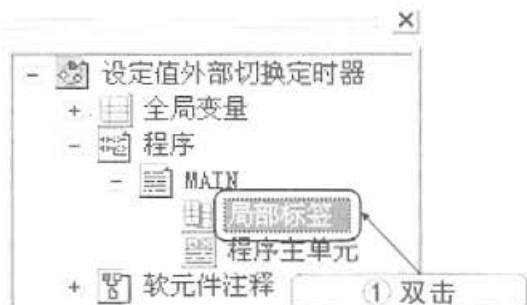 设定值外部切换定时器
全局变量
程序
MAIN
局部标签
程序主单元
软元件注释
① 双击